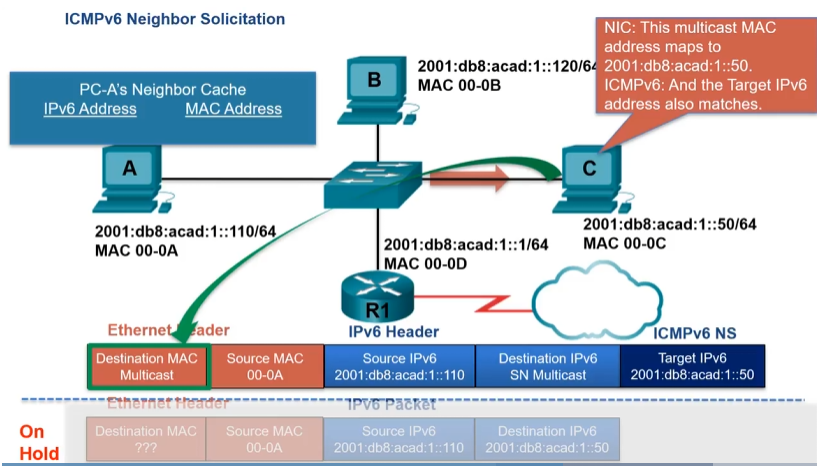 ICMPv6 Neighbor Solicitation
NIC: This multicast MAC
address maps to
2001:db8:acad:1::50.
ICMPv6: And the Target IPv6
address also matches.
2001:db8:acad:1::120/64
MAC 00-0B
B
PC-A's Neighbor Cache
IPv6 Address MAC Address
A
C
2001:db8:acad:1::110/64
MAC 00-0A
2001:db8:acad:1::50/64
MAC 00-0C
2001:db8:acad:1::1/64
MAC 00-0D
R1
Ethernet Header
IPv6 Header
ICMPv6 NS
Destination MAC
Multicast
Source MAC
00-0A
Source IPv6
2001:db8:acad:1::110
Destination IPv6
SN Multicast
Target IPv6
2001:db8:acad:1::50
Ethernet Header
IPv6 Packet
On
Hold
Destination MAC
???
Source MAC
00-0A
Source IPv6
2001:db8:acad:1::110
Destination IPv6
2001:db8:acad:1::50